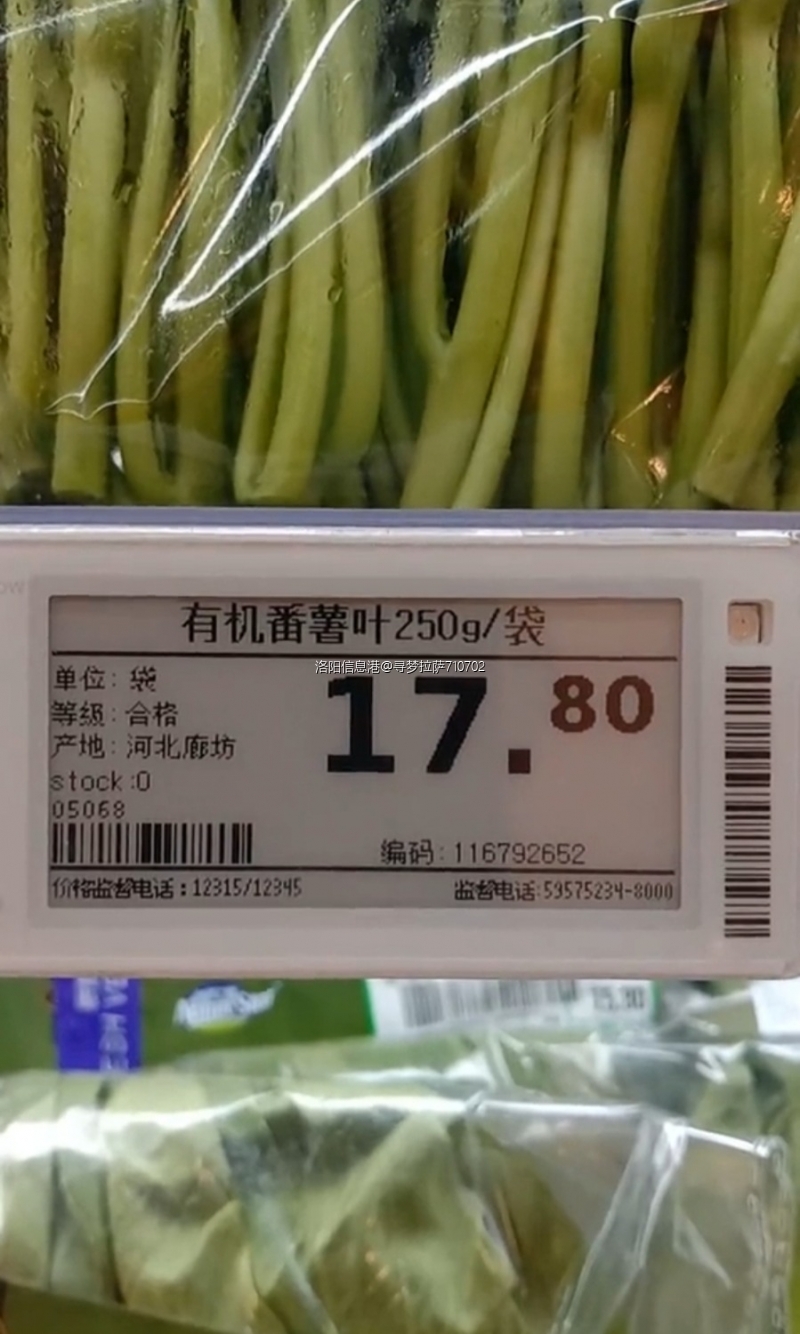 有机番薯叶250g/袋
洛阳信息港@寻梦拉萨710702
单位：袋
17.80
等级：合格
产地：河北廊坊
stock:0
05068
编码：116792652
价格监督电话：12315/12345
监督电话：59575234-8000